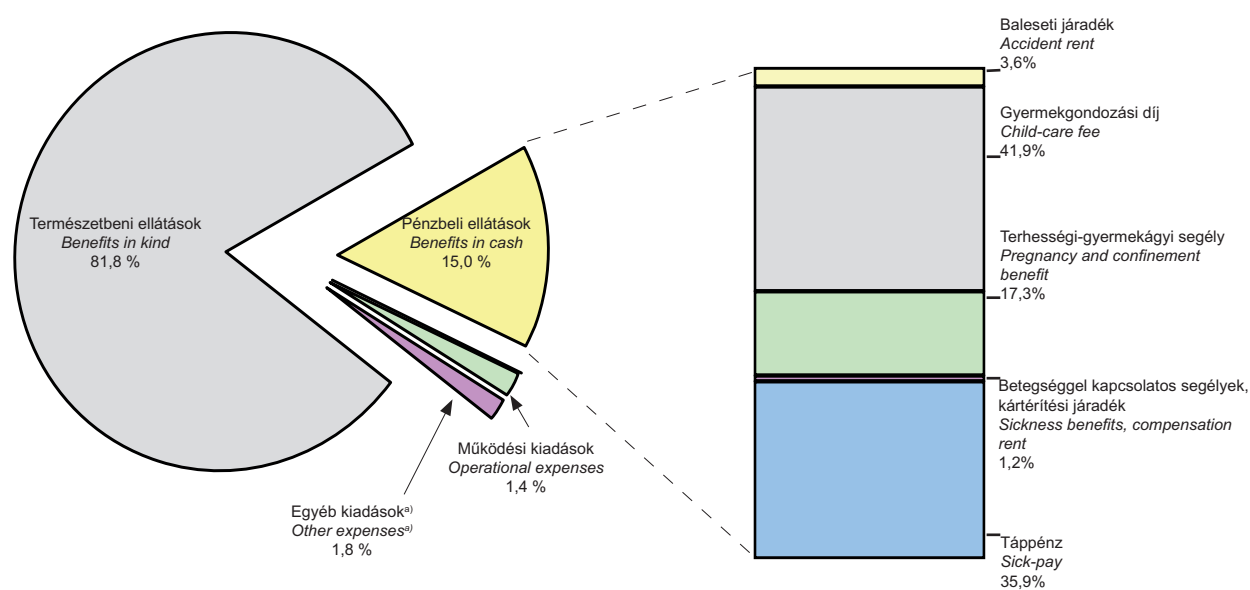 Természetbeni ellátások
Benefits in kind
81,8 %
Pénzbeli ellátások
Benefits in cash
15,0 %
Működési kiadások
Operational expenses
1,4 %
Egyéb kiadásokᵃ⁾
Other expensesᵃ⁾
1,8 %
Baleseti járadék
Accident rent
3,6%
Gyermekgondozási díj
Child-care fee
41,9%
Terhességi-gyermekágyi segély
Pregnancy and confinement
benefit
17,3%
Betegséggel kapcsolatos segélyek,
kártérítési járadék
Sickness benefits, compensation
rent
1,2%
Táppénz
Sick-pay
35,9%